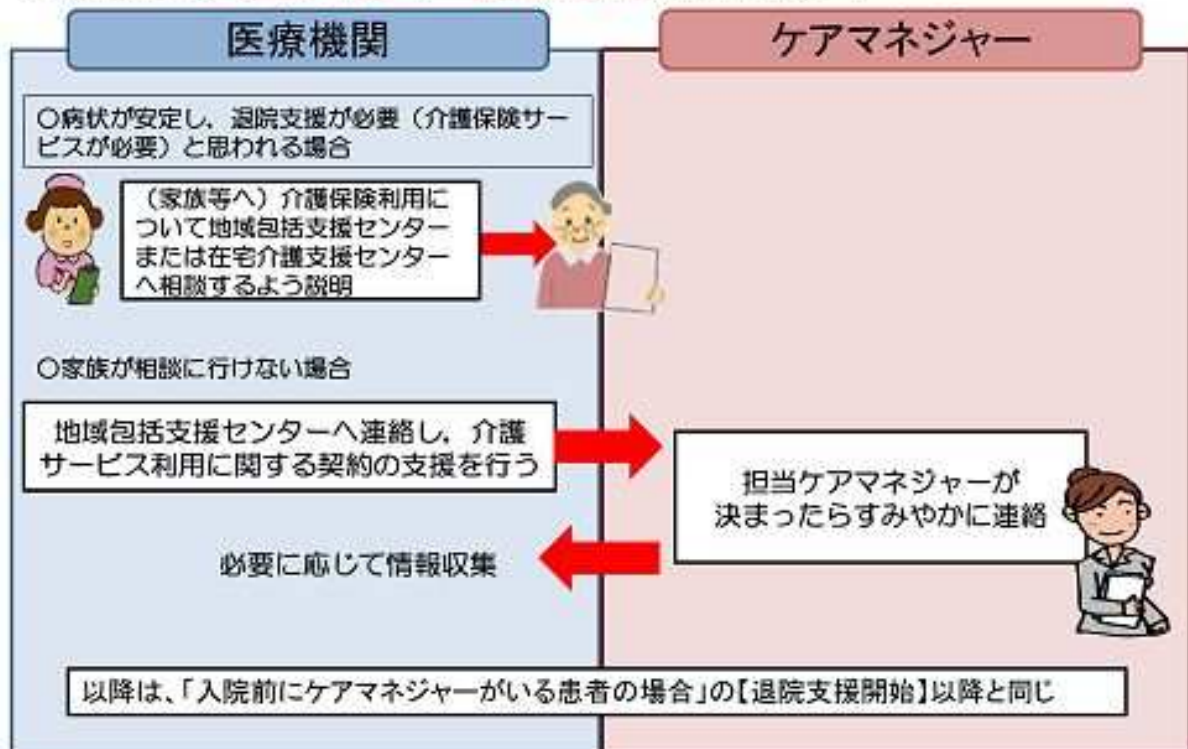 医療機関
ケアマネジャー
○病状が安定し、退院支援が必要（介護保険サー
ビスが必要）と思われる場合
（家族等へ）介護保険利用に
ついて地域包括支援センター
または在宅介護支援センター
へ相談するよう説明
○家族が相談に行けない場合
地域包括支援センターへ連絡し、介護
サービス利用に関する契約の支援を行う
担当ケアマネジャーが
決まったらすみやかに連絡
必要に応じて情報収集
以降は、「入院前にケアマネジャーがいる患者の場合」の【退院支援開始】以降と同じ